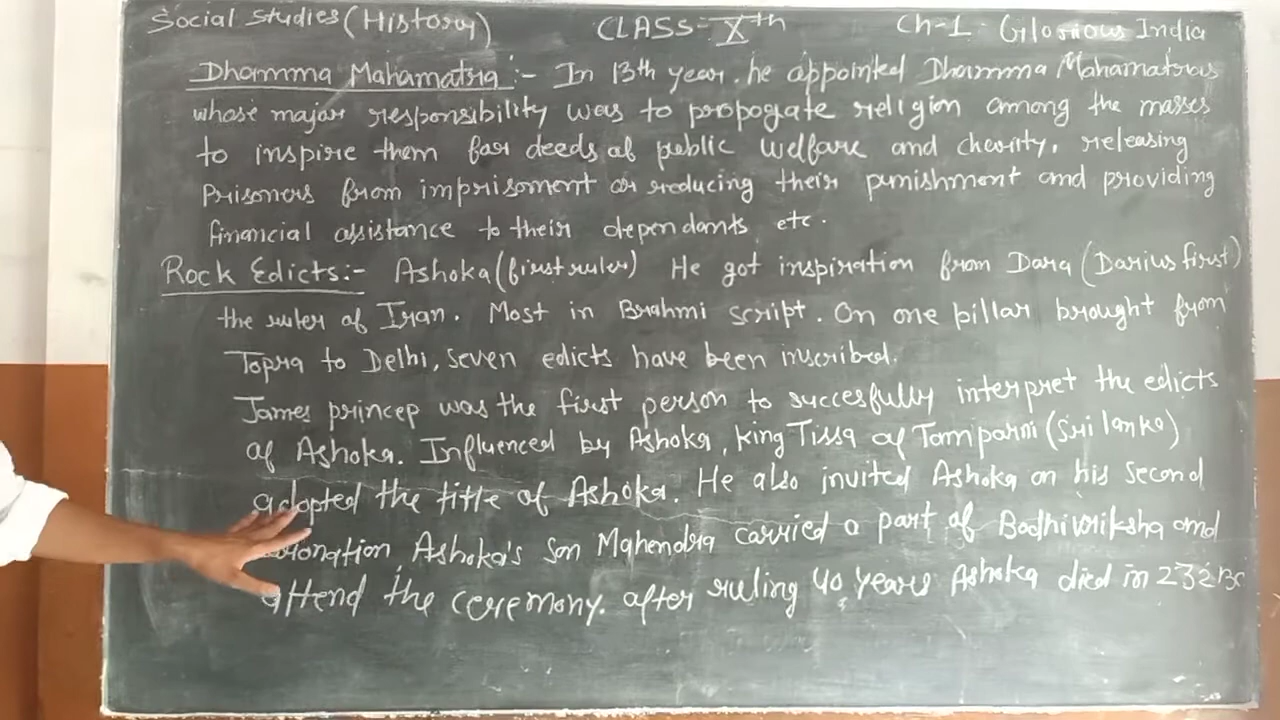 Social Studies (History) CLASS - Xth Ch-1 Glorious India
Dhamma Mahamatra :- In 13th year he appointed Dhamma Mahamatras
whose major responsibility was to propogate religion among the masses
to inspire them for deeds of public welfare and charity, releasing
Prisoners from imprisoment or reducing their punishment and providing
financial assistance to their dependants etc.
Rock Edicts:- Ashoka (first ruler) He got inspiration from Dara (Darius first)
the ruler of Iran. Most in Brahmi script. On one pillar brought from
Topra to Delhi, seven edicts have been inscribed.
James princep was the first person to succesfully interpret the edicts
of Ashoka. Influenced by Ashoka, King Tissa of Tamparni (Sri lanka)
adopted the title of Ashoka. He also invited Ashoka on his second
Ashoka's Son Mahendra carried a part of Bodhivriksha and
attend the ceremony. after ruling 40 years Ashoka died in 232BC